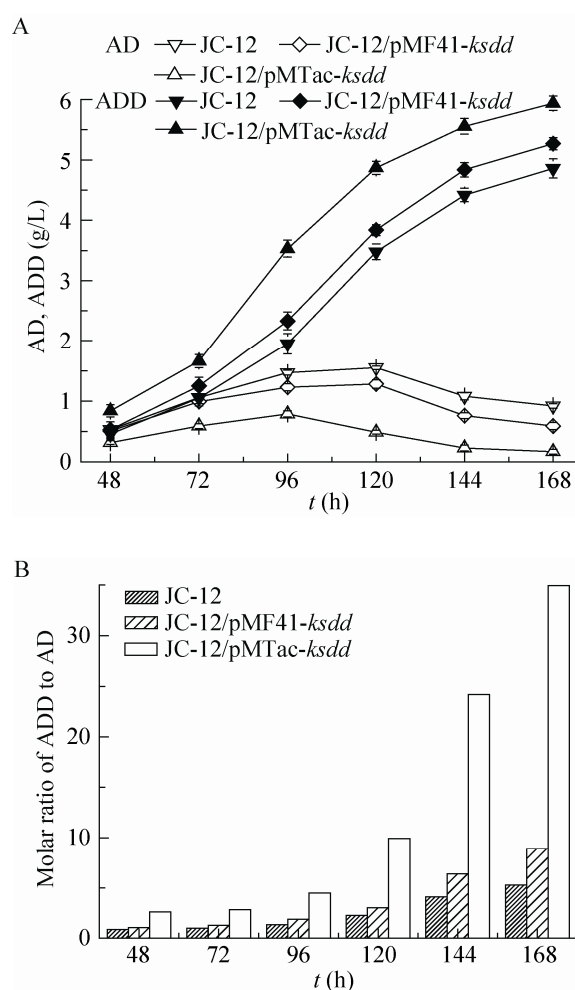 A
AD JC-12 JC-12/pMF41-ksdd
JC-12/pMTac-ksdd
ADD JC-12 JC-12/pMF41-ksdd
JC-12/pMTac-ksdd
6
5
4
3
2
1
0
AD, ADD (g/L)
48 72 96 120 144 168
t (h)
B
JC-12
JC-12/pMF41-ksdd
JC-12/pMTac-ksdd
30
20
10
0
Molar ratio of ADD to AD
48 72 96 120 144 168
t (h)